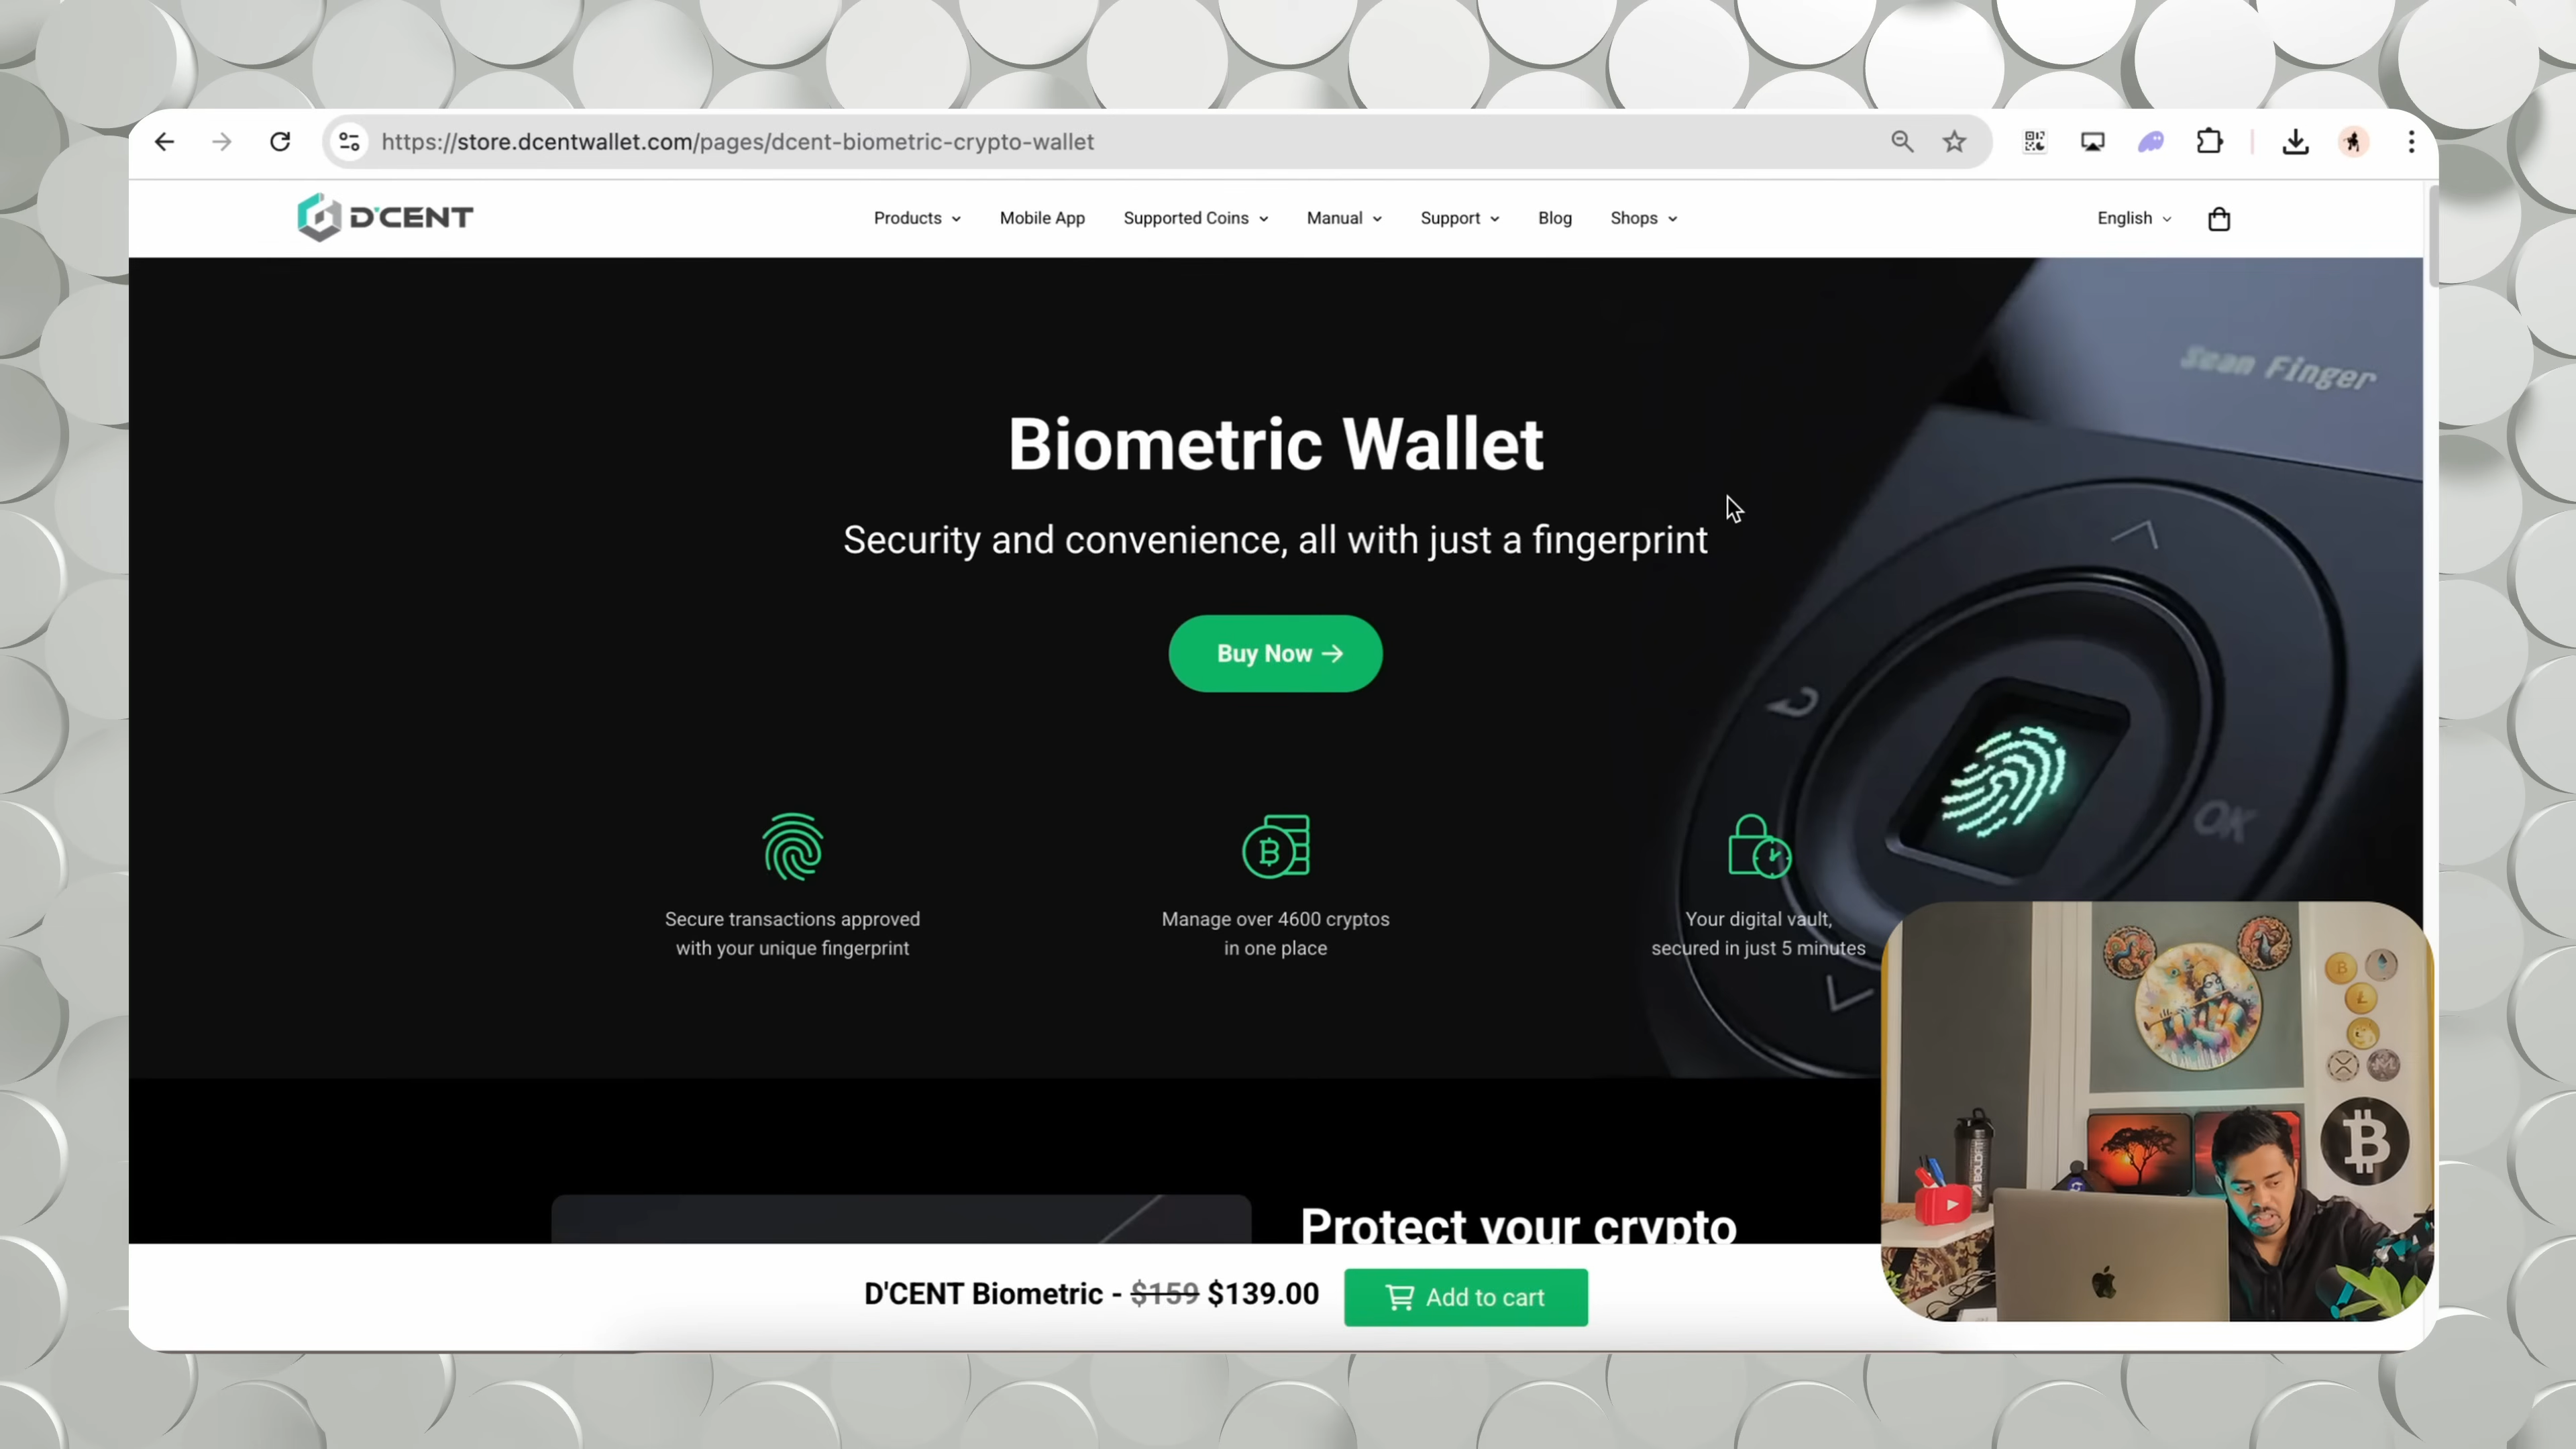 https://store.dcentwallet.com/pages/dcent-biometric-crypto-wallet
D'CENT
Products
Mobile App
Supported Coins
Manual
Support
Blog
Shops
English
Scan Finger
Biometric Wallet
Security and convenience, all with just a fingerprint
Buy Now
OK
Secure transactions approved
with your unique fingerprint
Manage over 4600 cryptos
in one place
Your digital vault,
secured in just 5 minutes
BOLDFIT
Protect your crypto
D'CENT Biometric - $159 $139.00
Add to cart